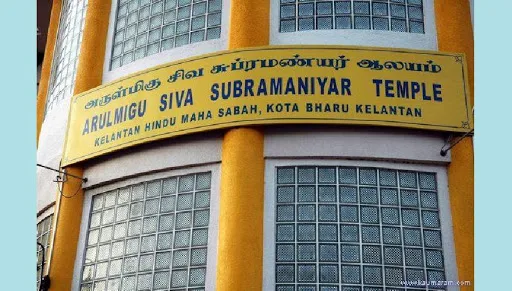 அருள்மிகு சிவ சுப்ரமண்யர் ஆலயம்
ARULMIGU SIVA SUBRAMANIYAR TEMPLE
KELANTAN HINDU MAHA SABAH, KOTA BHARU KELANTAN
www.kaumaram.com